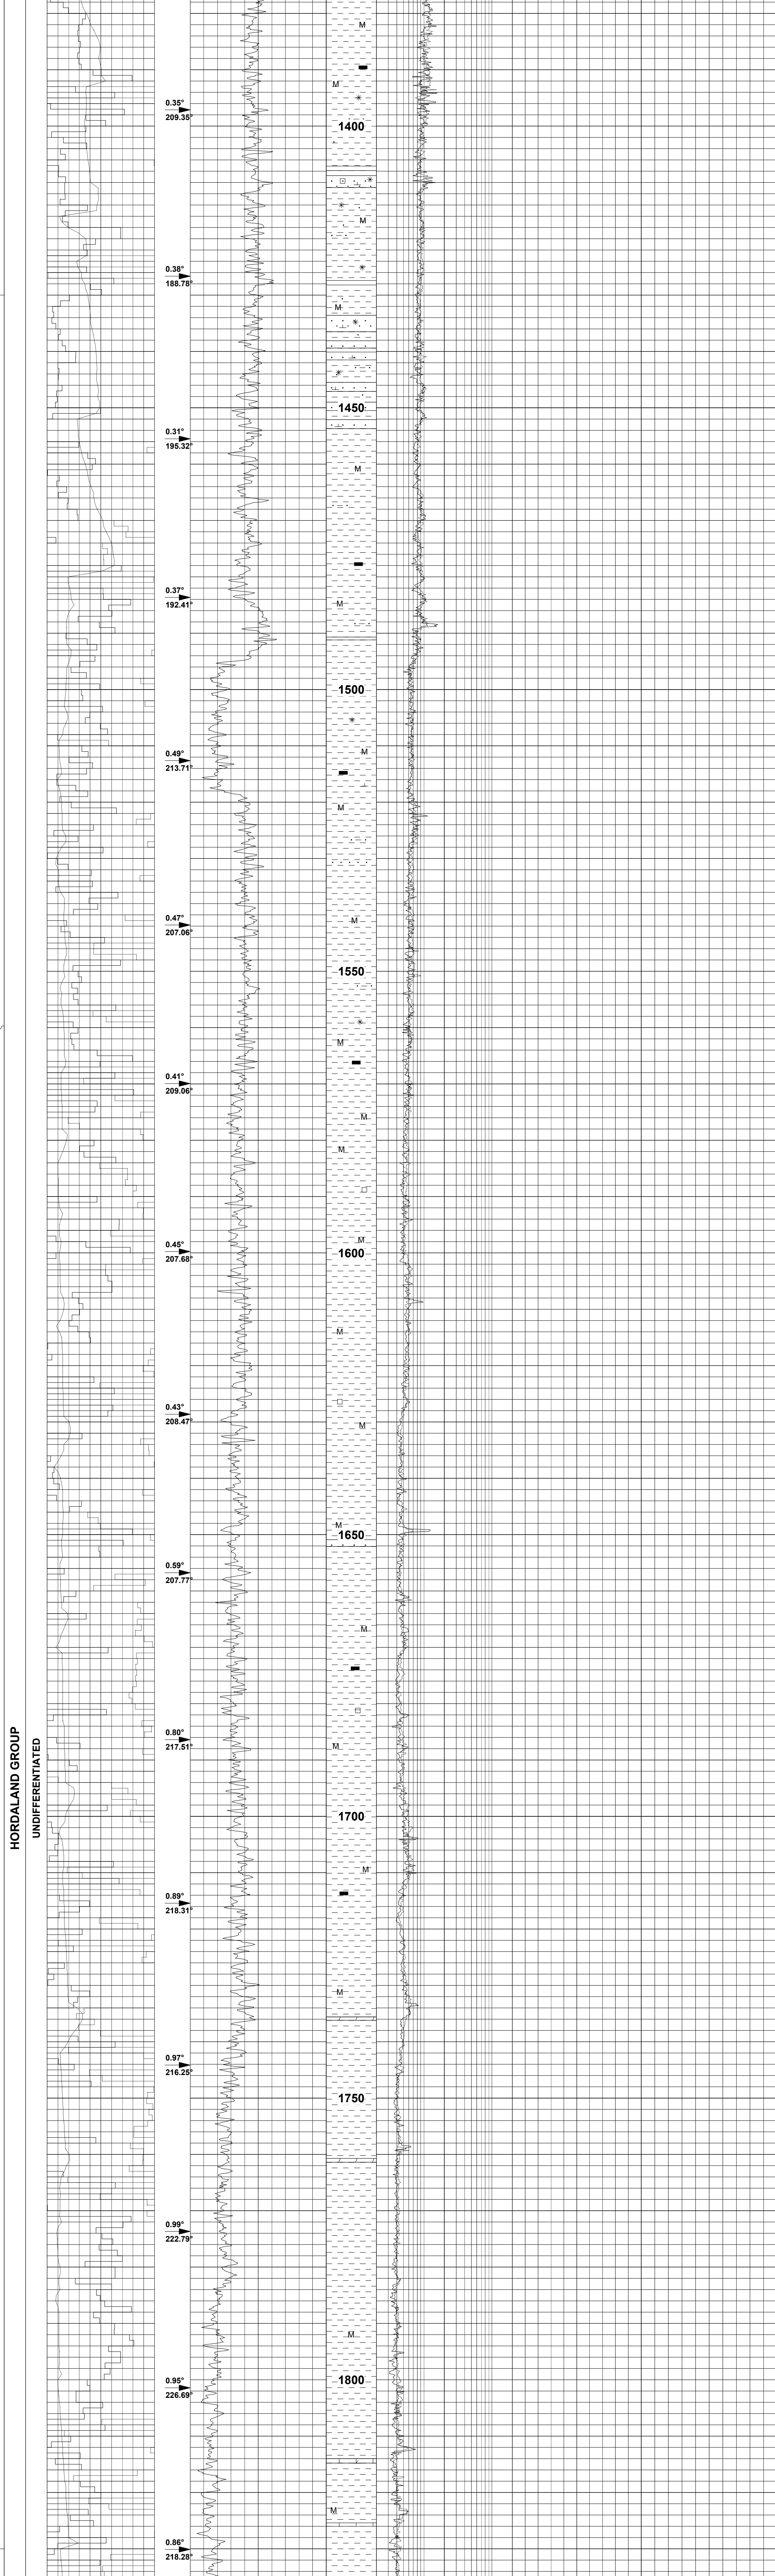 M
M
0.35°
209.35°
1400
M
0.38°
188.78°
M
1450
0.31°
195.32°
M
0.37°
192.41°
M
1500
M
0.49°
213.71°
M
M
0.47°
207.06°
1550
M
0.41°
209.06°
M
M
M
0.45°
207.68°
1600
M
0.43°
208.47°
M
M
1650
0.59°
207.77°
M
HORDALAND GROUP
UNDIFFERENTIATED
0.80°
217.51°
M
1700
M
0.89°
218.31°
M
0.97°
216.25°
1750
0.99°
222.79°
M
1800
0.95°
226.69°
M
0.86°
218.28°